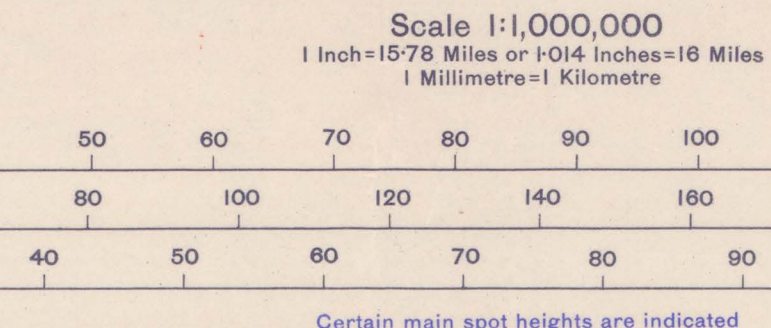 Scale 1:1,000,000
1 Inch=15·78 Miles or 1·014 Inches=16 Miles
1 Millimetre=1 Kilometre
50 60 70 80 90 100
80 100 120 140 160
40 50 60 70 80 90
Certain main spot heights are indicated